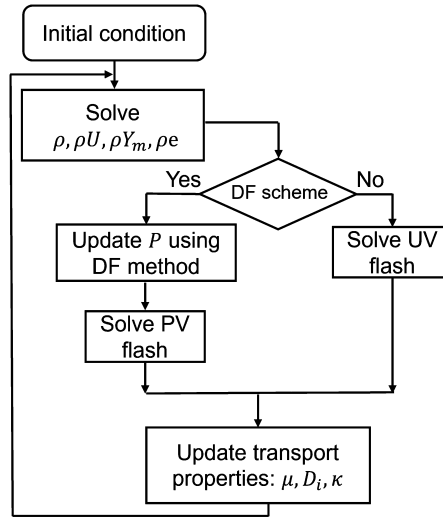 Initial condition
Solve
ρ, ρU, ρY_m, ρe
DF scheme
Yes
No
Update P using
DF method
Solve UV
flash
Solve PV
flash
Update transport
properties: μ, D_i, κ